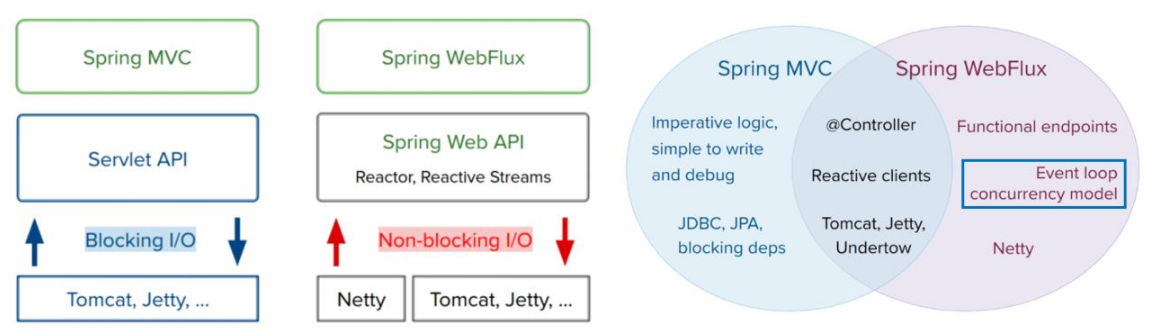 Spring MVC
Servlet API
Blocking I/O
Tomcat, Jetty, ...
Spring WebFlux
Spring Web API
Reactor, Reactive Streams
Non-blocking I/O
Netty
Tomcat, Jetty, ...
Spring MVC
Imperative logic,
simple to write
and debug
JDBC, JPA,
blocking deps
@Controller
Reactive clients
Tomcat, Jetty,
Undertow
Spring WebFlux
Functional endpoints
Event loop
concurrency model
Netty